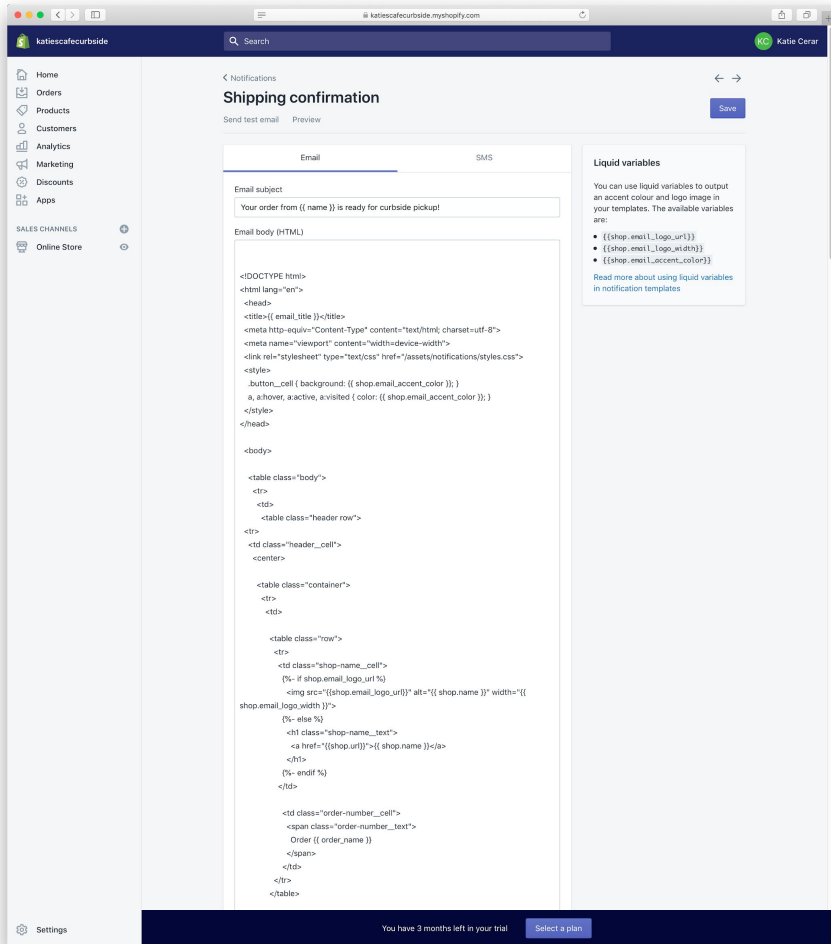 katiescafecurbside.myshopify.com
katiescafecurbside
Search
KC Katie Cerar
Home
Orders
Products
Customers
Analytics
Marketing
Discounts
Apps
SALES CHANNELS
Online Store
Settings
Notifications
Shipping confirmation
Send test email Preview
Save
Email SMS
Email subject
Your order from {{ name }} is ready for curbside pickup!
Email body (HTML)
<!DOCTYPE html>
<html lang="en">
<head>
<title>{{ email_title }}</title>
<meta http-equiv="Content-Type" content="text/html; charset=utf-8">
<meta name="viewport" content="width=device-width">
<link rel="stylesheet" type="text/css" href="/assets/notifications/styles.css">
<style>
.button__cell { background: {{ shop.email_accent_color }}; }
a, a:hover, a:active, a:visited { color: {{ shop.email_accent_color }}; }
</style>
</head>
<body>
<table class="body">
<tr>
<td>
<table class="header row">
<tr>
<td class="header__cell">
<center>
<table class="container">
<tr>
<td>
<table class="row">
<tr>
<td class="shop-name__cell">
{%- if shop.email_logo_url %}
<img src="{{shop.email_logo_url}}" alt="{{ shop.name }}" width="{{
shop.email_logo_width }}">
{%- else %}
<h1 class="shop-name__text">
<a href="{{shop.url}}">{{ shop.name }}</a>
</h1>
{%- endif %}
</td>
<td class="order-number__cell">
<span class="order-number__text">
Order {{ order_name }}
</span>
</td>
</tr>
</table>
Liquid variables
You can use liquid variables to output
an accent colour and logo image in
your templates. The available variables
are:
{{shop.email_logo_url}}
{{shop.email_logo_width}}
{{shop.email_accent_color}}
Read more about using liquid variables
in notification templates
You have 3 months left in your trial
Select a plan